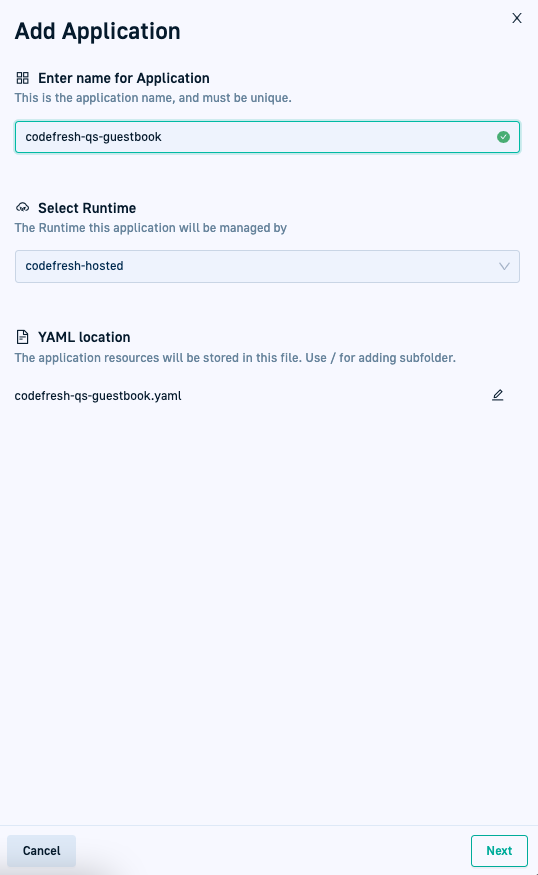 Add Application
Enter name for Application
This is the application name, and must be unique.
codefresh-qs-guestbook
Select Runtime
The Runtime this application will be managed by
codefresh-hosted
YAML location
The application resources will be stored in this file. Use / for adding subfolder.
codefresh-qs-guestbook.yaml
Cancel
Next